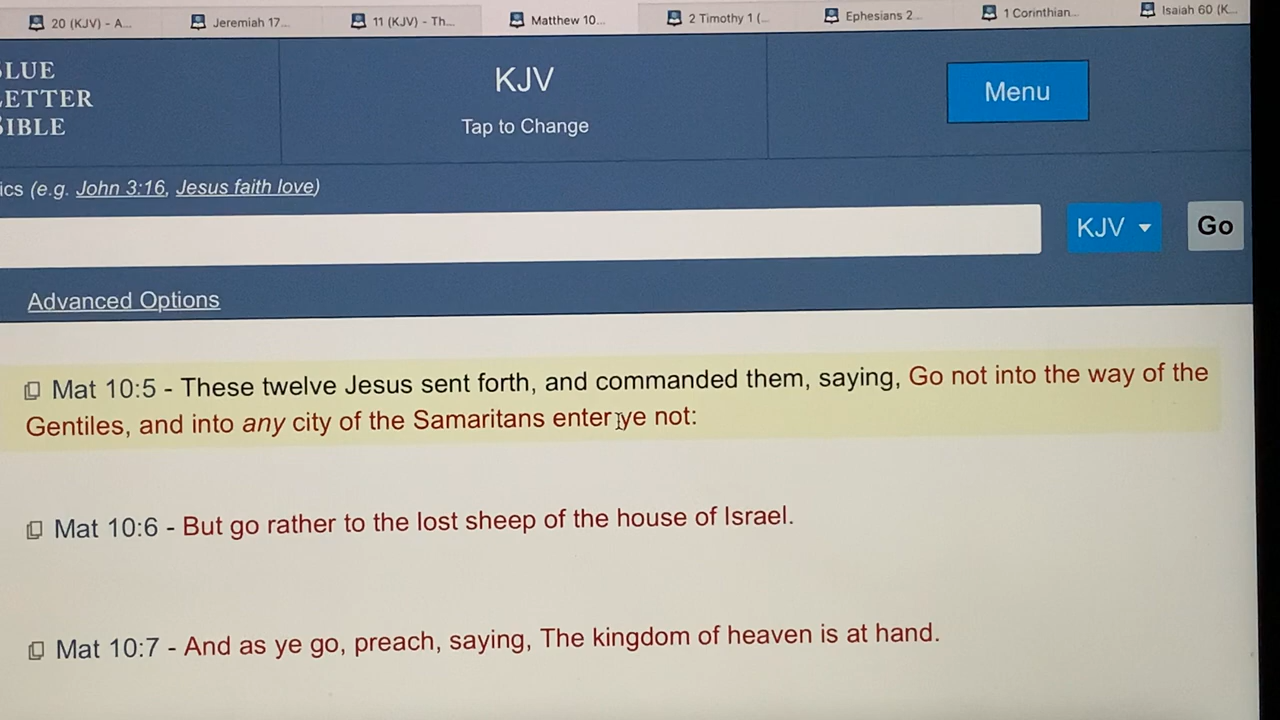 20 (KJV) - A...
Jeremiah 17...
11 (KJV) - Th...
Matthew 10...
2 Timothy 1 (...
Ephesians 2...
1 Corinthian...
Isaiah 60 (K...
LUE
ETTER
IBLE
KJV
Tap to Change
Menu
ics (e.g. John 3:16, Jesus faith love)
KJV
Go
Advanced Options
Mat 10:5 - These twelve Jesus sent forth, and commanded them, saying, Go not into the way of the
Gentiles, and into any city of the Samaritans enter ye not:
Mat 10:6 - But go rather to the lost sheep of the house of Israel.
Mat 10:7 - And as ye go, preach, saying, The kingdom of heaven is at hand.